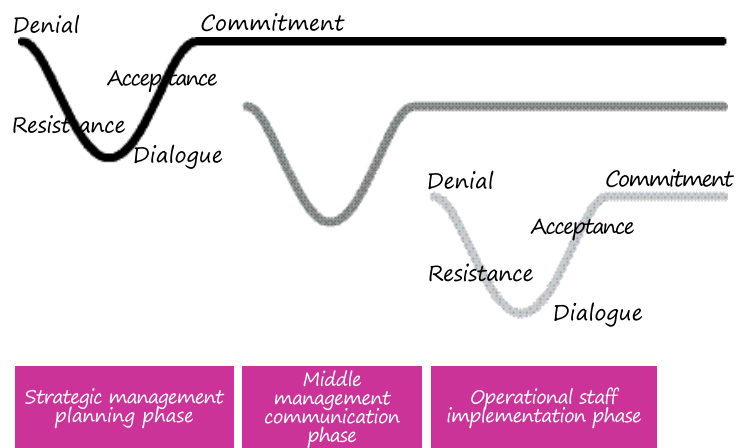 Denial
Commitment
Acceptance
Resistance
Dialogue
Denial
Commitment
Acceptance
Resistance
Dialogue
Strategic management
planning phase
Middle
management
communication
phase
Operational staff
implementation phase